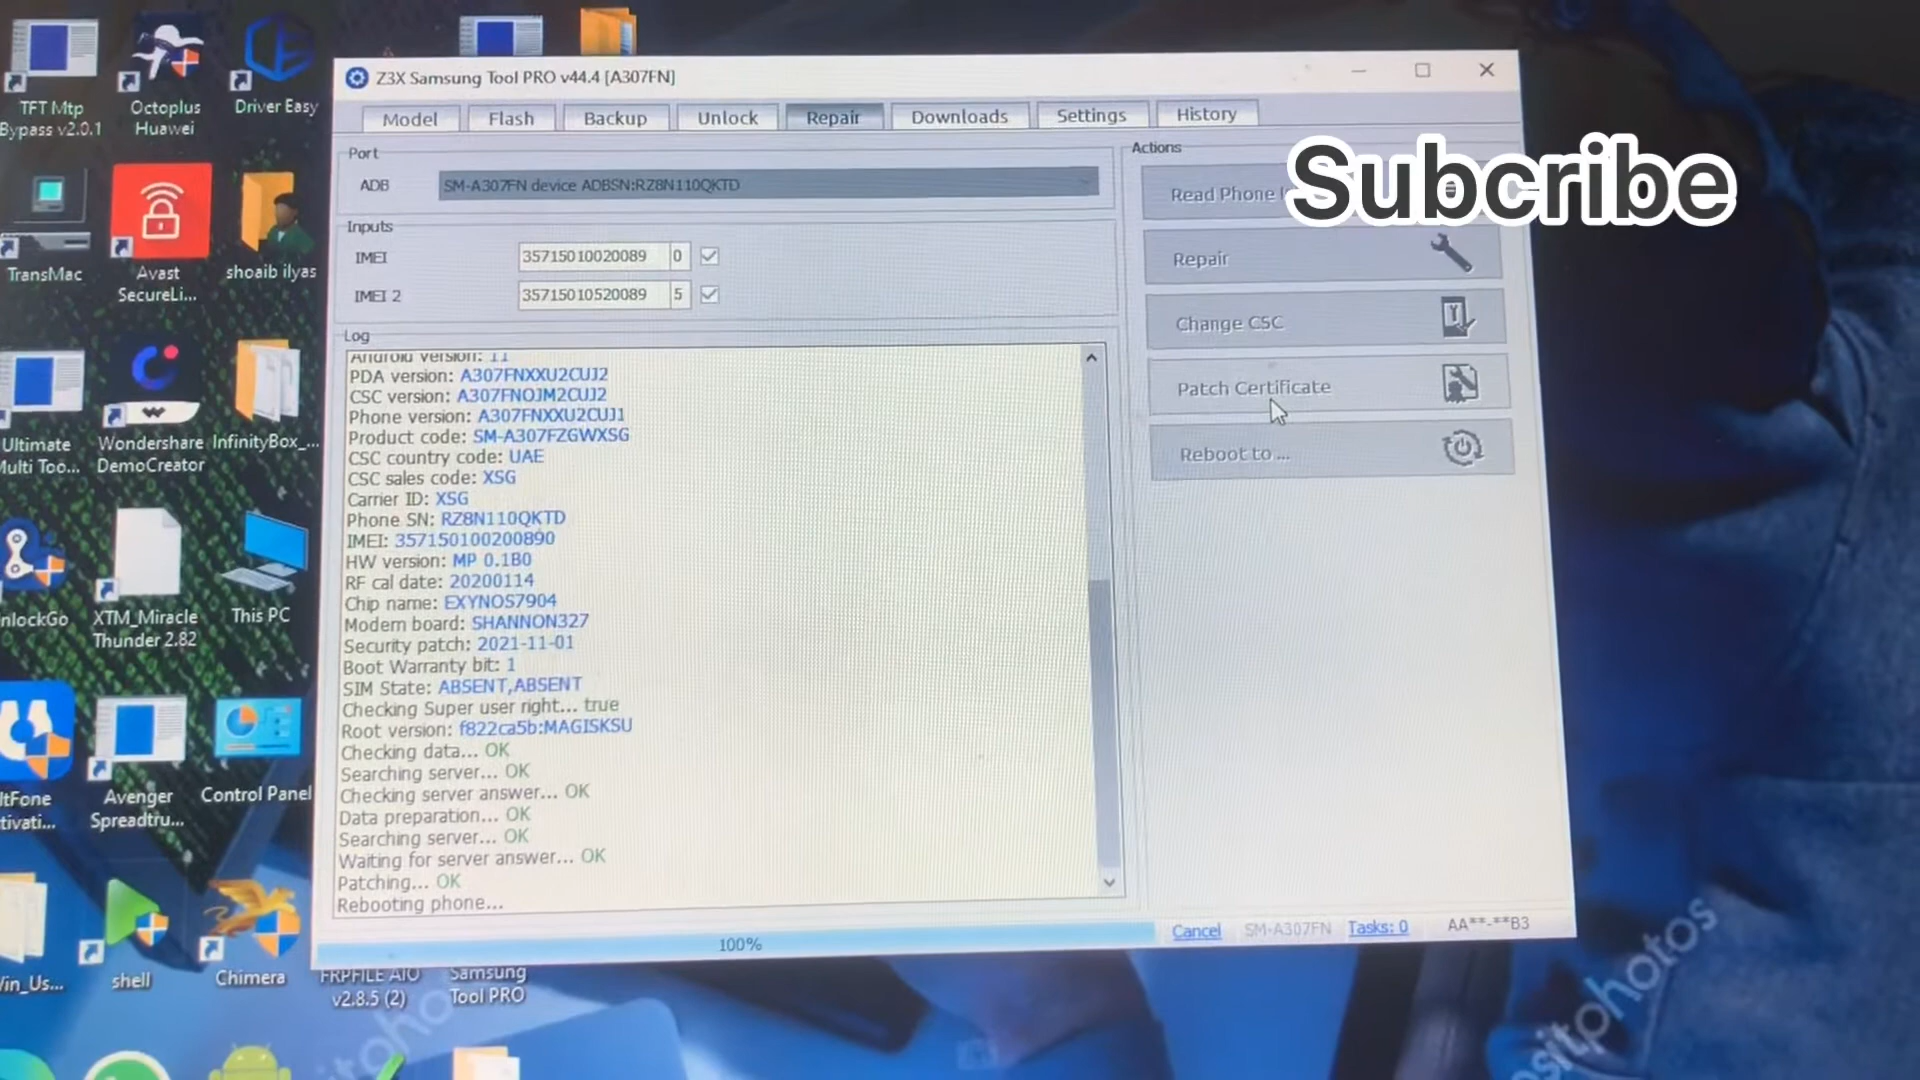 TFT Mtp
Bypass v2.0.1
Octoplus
Huawei
Driver Easy
TransMac
Avast
SecureLi...
shoaib ilyas
Ultimate
Multi Too...
Wondershare
DemoCreator
InfinityBox_...
nlockGo
XTM_Miracle
Thunder 2.82
This PC
ltFone
tivati...
Avenger
Spreadtru...
Control Panel
Win_Us...
shell
Chimera
FRPFILE AIO
v2.8.5 (2)
Samsung
Tool PRO
Z3X Samsung Tool PRO v44.4 [A307FN]
Model
Flash
Backup
Unlock
Repair
Downloads
Settings
History
Port
ADB
SM-A307FN device ADBSN:RZ8N110QKTD
Inputs
IMEI
35715010020089 0
IMEI 2
35715010520089 5
Log
Android version: 11
PDA version: A307FNXXU2CUJ2
CSC version: A307FNOJM2CUJ2
Phone version: A307FNXXU2CUJ1
Product code: SM-A307FZGWXSG
CSC country code: UAE
CSC sales code: XSG
Carrier ID: XSG
Phone SN: RZ8N110QKTD
IMEI: 357150100200890
HW version: MP 0.1B0
RF cal date: 20200114
Chip name: EXYNOS7904
Modem board: SHANNON327
Security patch: 2021-11-01
Boot Warranty bit: 1
SIM State: ABSENT,ABSENT
Checking Super user right... true
Root version: f822ca5b:MAGISKSU
Checking data... OK
Searching server... OK
Checking server answer... OK
Data preparation... OK
Searching server... OK
Waiting for server answer... OK
Patching... OK
Rebooting phone...
Actions
Read Phone
Subcribe
Repair
Change CSC
Patch Certificate
Reboot to ...
100%
Cancel
SM-A307FN
Tasks: 0
AA**-**B3
ositphotos